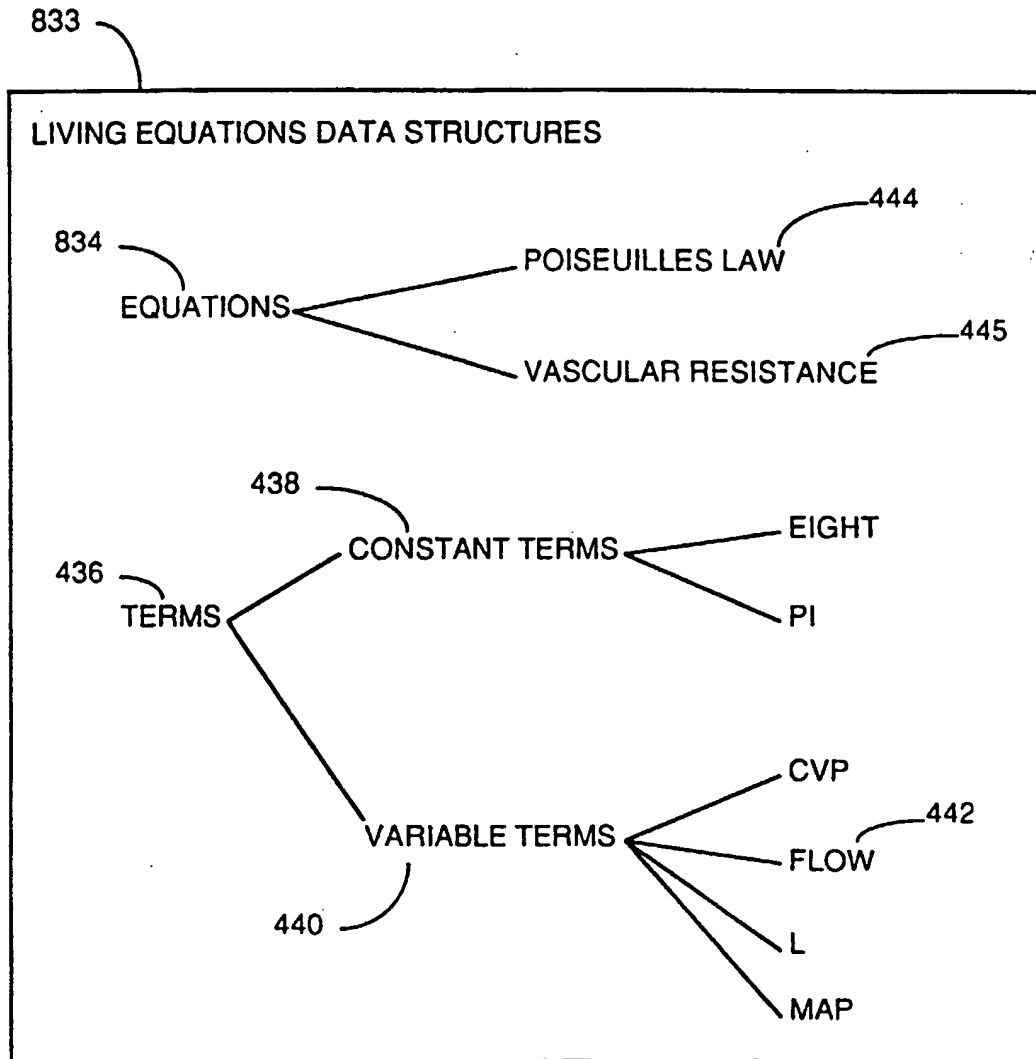 833
LIVING EQUATIONS DATA STRUCTURES
444
834
POISEUILLES LAW
EQUATIONS
445
VASCULAR RESISTANCE
438
EIGHT
CONSTANT TERMS
436
TERMS
PI
CVP
442
VARIABLE TERMS
FLOW
440
L
MAP